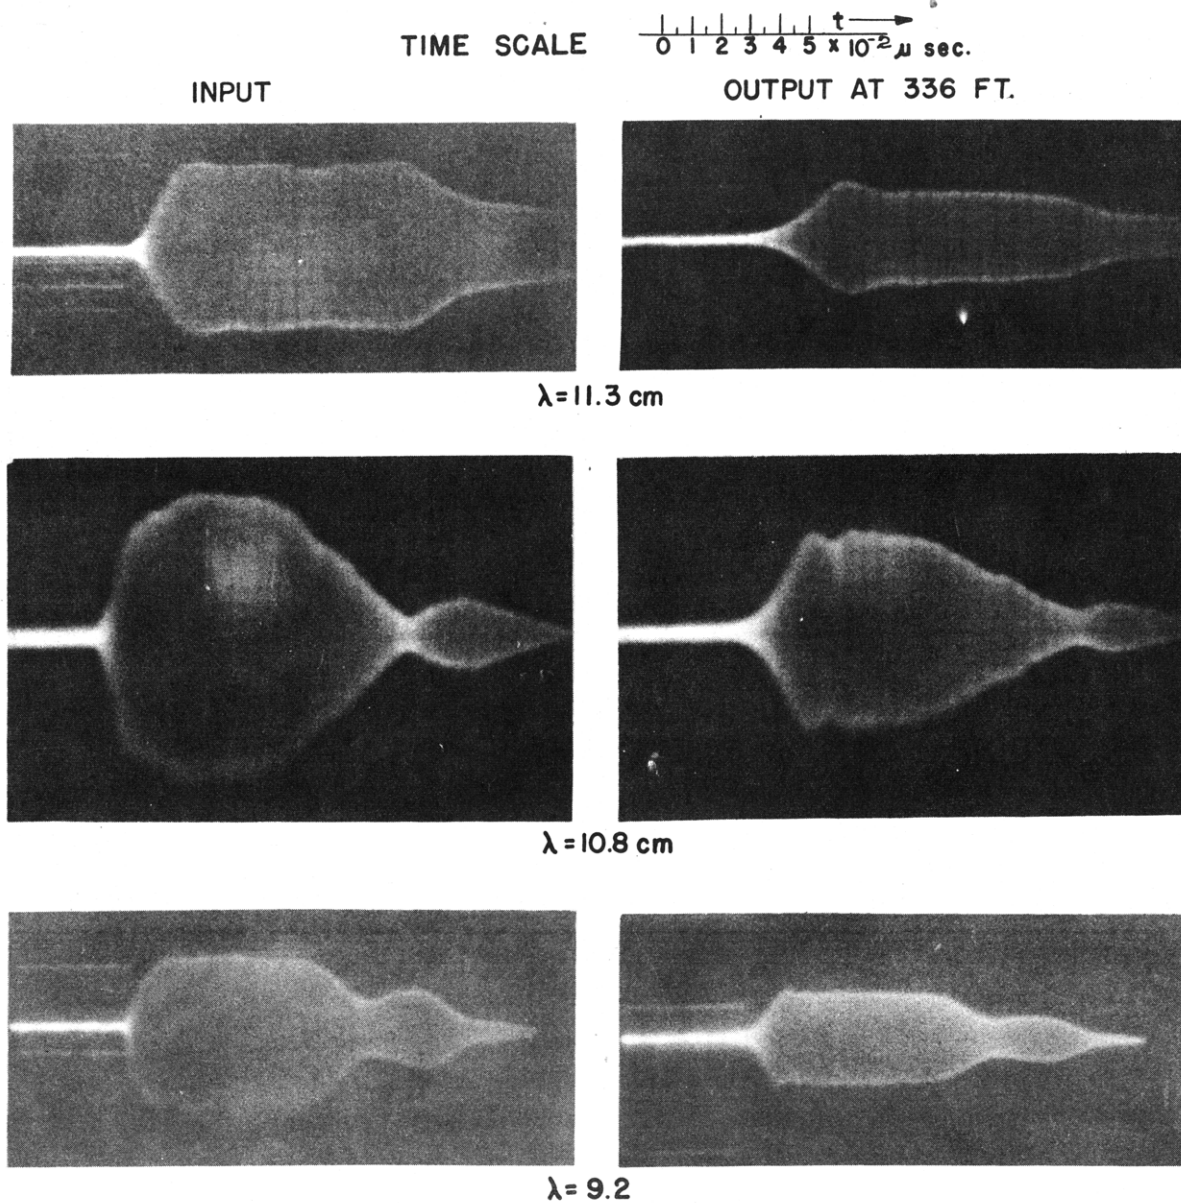 TIME SCALE
t
0 1 2 3 4 5 × 10⁻² μ sec.
INPUT
OUTPUT AT 336 FT.
λ=11.3 cm
λ=10.8 cm
λ=9.2